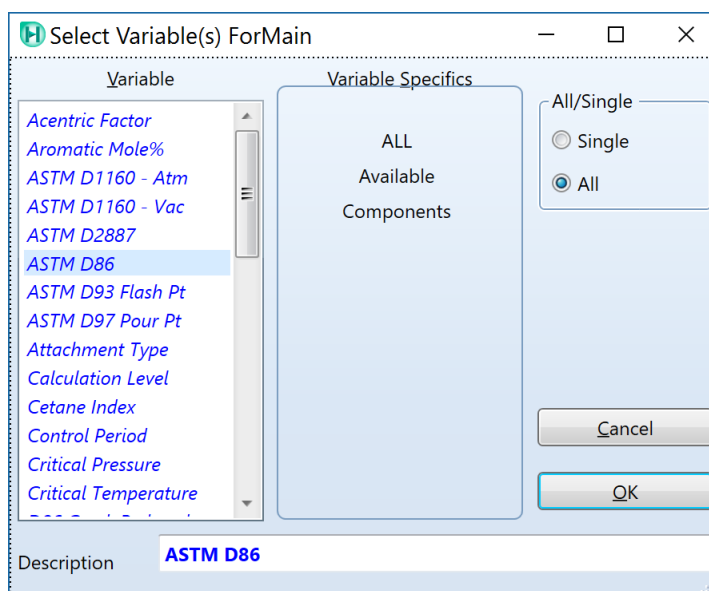 Select Variable(s) ForMain
Variable
Acentric Factor
Aromatic Mole%
ASTM D1160 - Atm
ASTM D1160 - Vac
ASTM D2887
ASTM D86
ASTM D93 Flash Pt
ASTM D97 Pour Pt
Attachment Type
Calculation Level
Cetane Index
Control Period
Critical Pressure
Critical Temperature
Variable Specifics
ALL
Available
Components
All/Single
Single
All
Cancel
OK
Description
ASTM D86